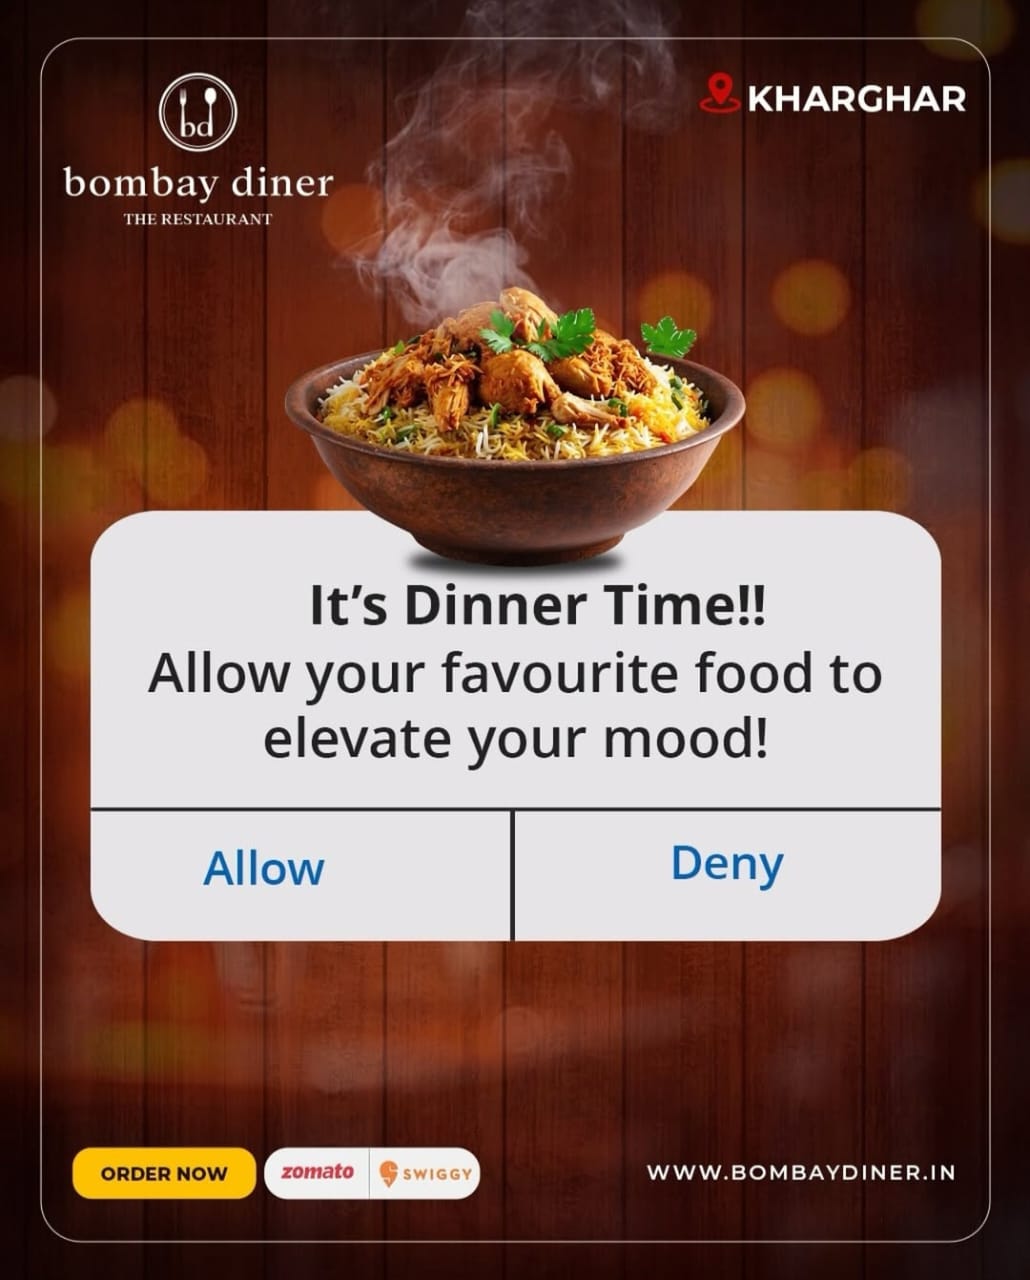 bd
bombay diner
THE RESTAURANT
KHARGHAR
It's Dinner Time!!
Allow your favourite food to
elevate your mood!
Allow
Deny
ORDER NOW
zomato
SWIGGY
WWW.BOMBAYDINER.IN